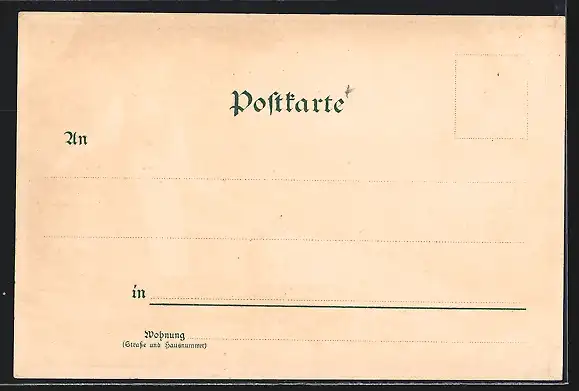 Postkarte
An
in
Wohnung
(Straße und Hausnummer)